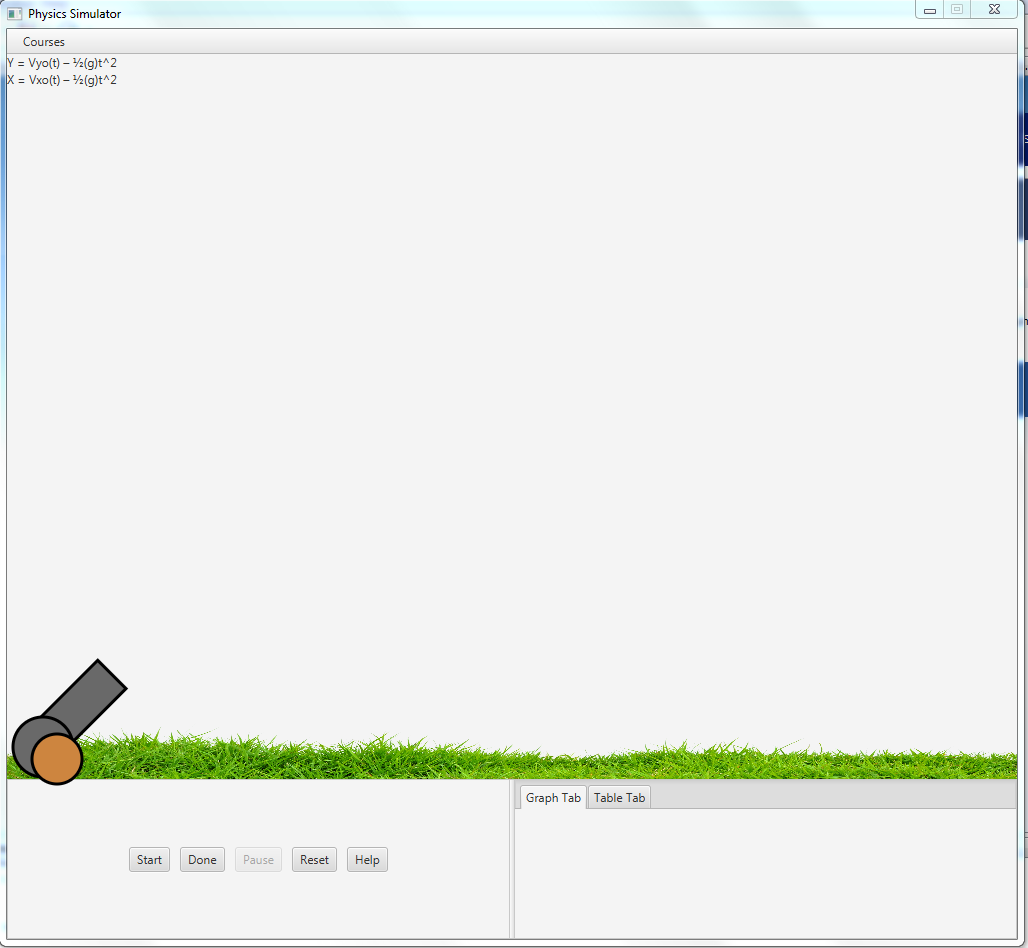 Physics Simulator
Courses
Y = Vyo(t) – ½(g)t^2
X = Vxo(t) – ½(g)t^2
Graph Tab Table Tab
Start Done Pause Reset Help